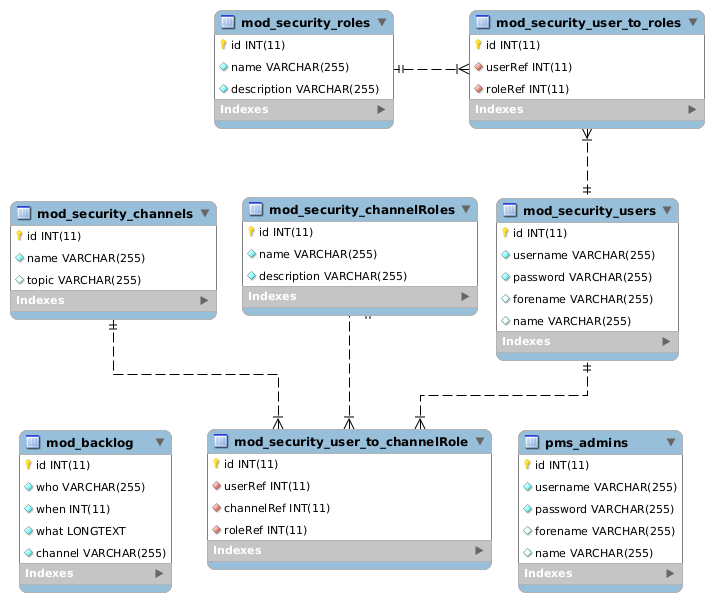 mod_security_roles
id INT(11)
name VARCHAR(255)
description VARCHAR(255)
Indexes
mod_security_user_to_roles
id INT(11)
userRef INT(11)
roleRef INT(11)
Indexes
mod_security_channels
id INT(11)
name VARCHAR(255)
topic VARCHAR(255)
Indexes
mod_security_channelRoles
id INT(11)
name VARCHAR(255)
description VARCHAR(255)
Indexes
mod_security_users
id INT(11)
username VARCHAR(255)
password VARCHAR(255)
forename VARCHAR(255)
name VARCHAR(255)
Indexes
mod_backlog
id INT(11)
who VARCHAR(255)
when INT(11)
what LONGTEXT
channel VARCHAR(255)
Indexes
mod_security_user_to_channelRole
id INT(11)
userRef INT(11)
channelRef INT(11)
roleRef INT(11)
Indexes
pms_admins
id INT(11)
username VARCHAR(255)
password VARCHAR(255)
forename VARCHAR(255)
name VARCHAR(255)
Indexes